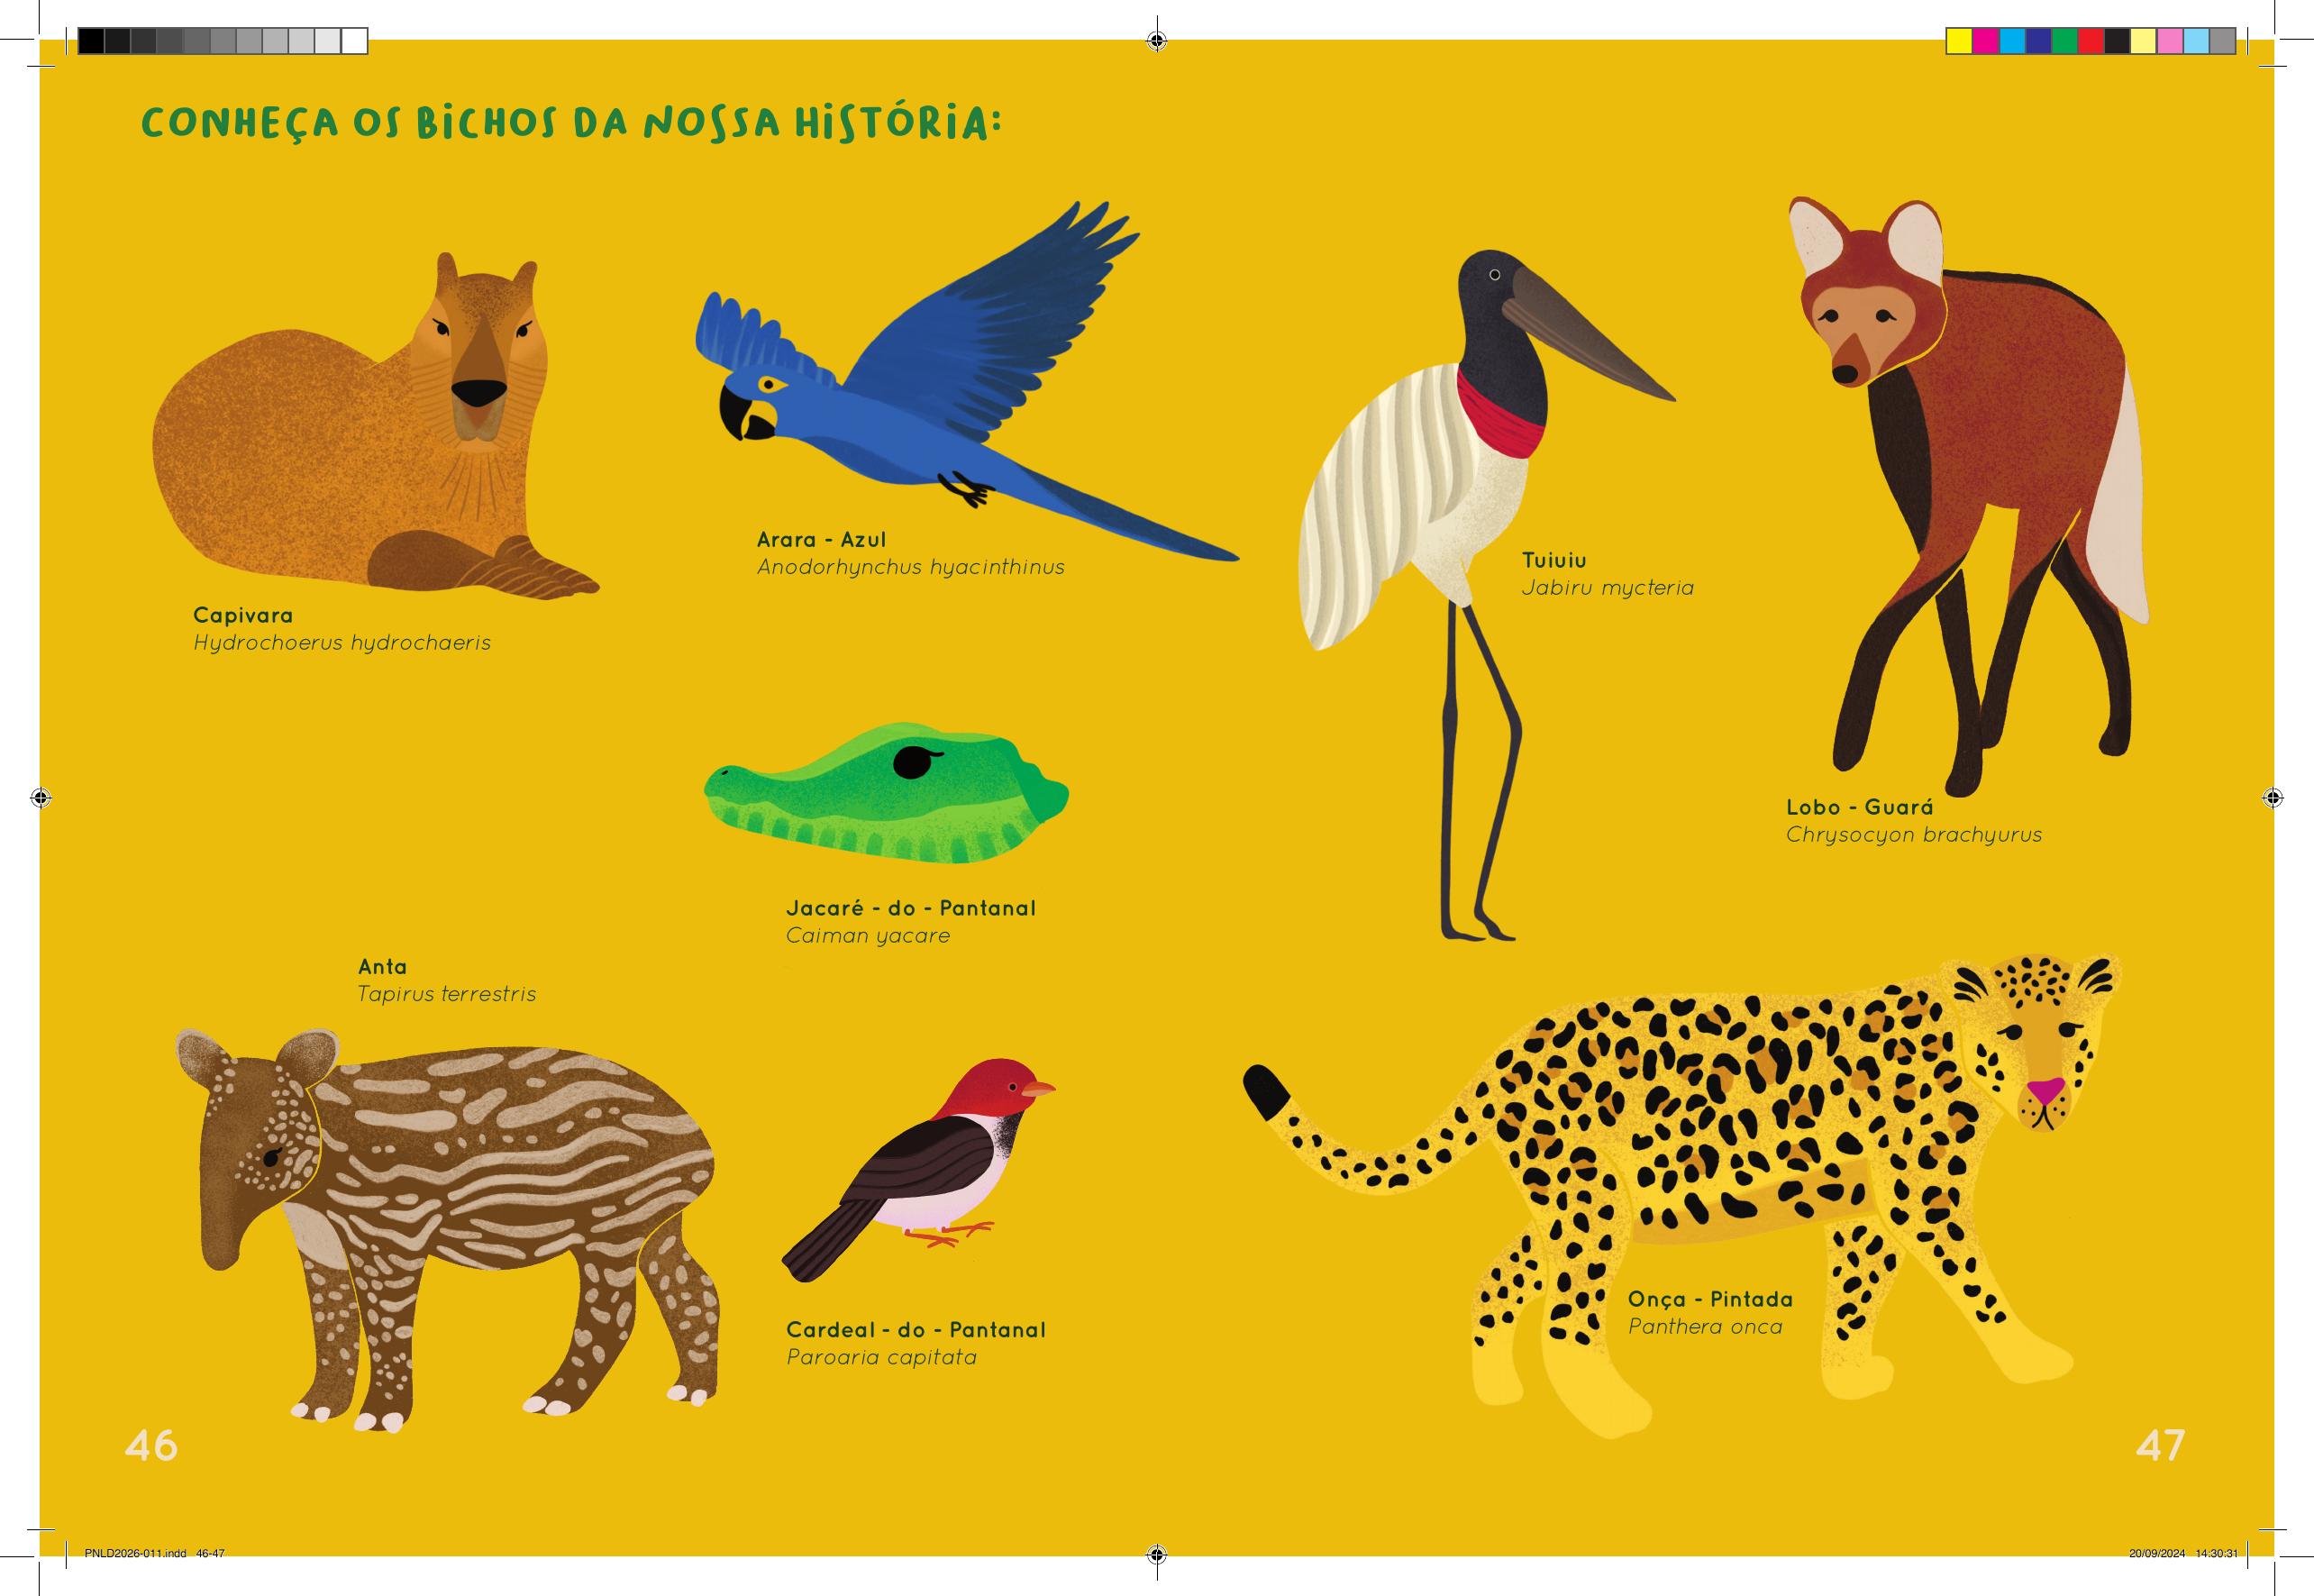 CONHEÇA OS BiCHOS DA NOSSA HiSTÓRiA:
Capivara
Hydrochoerus hydrochaeris
Arara - Azul
Anodorhynchus hyacinthinus
Tuiuiu
Jabiru mycteria
Lobo - Guará
Chrysocyon brachyurus
Jacaré - do - Pantanal
Caiman yacare
Anta
Tapirus terrestris
Cardeal - do - Pantanal
Paroaria capitata
Onça - Pintada
Panthera onca
46
47
PNLD2026-011.indd 46-47
20/09/2024 14:30:31